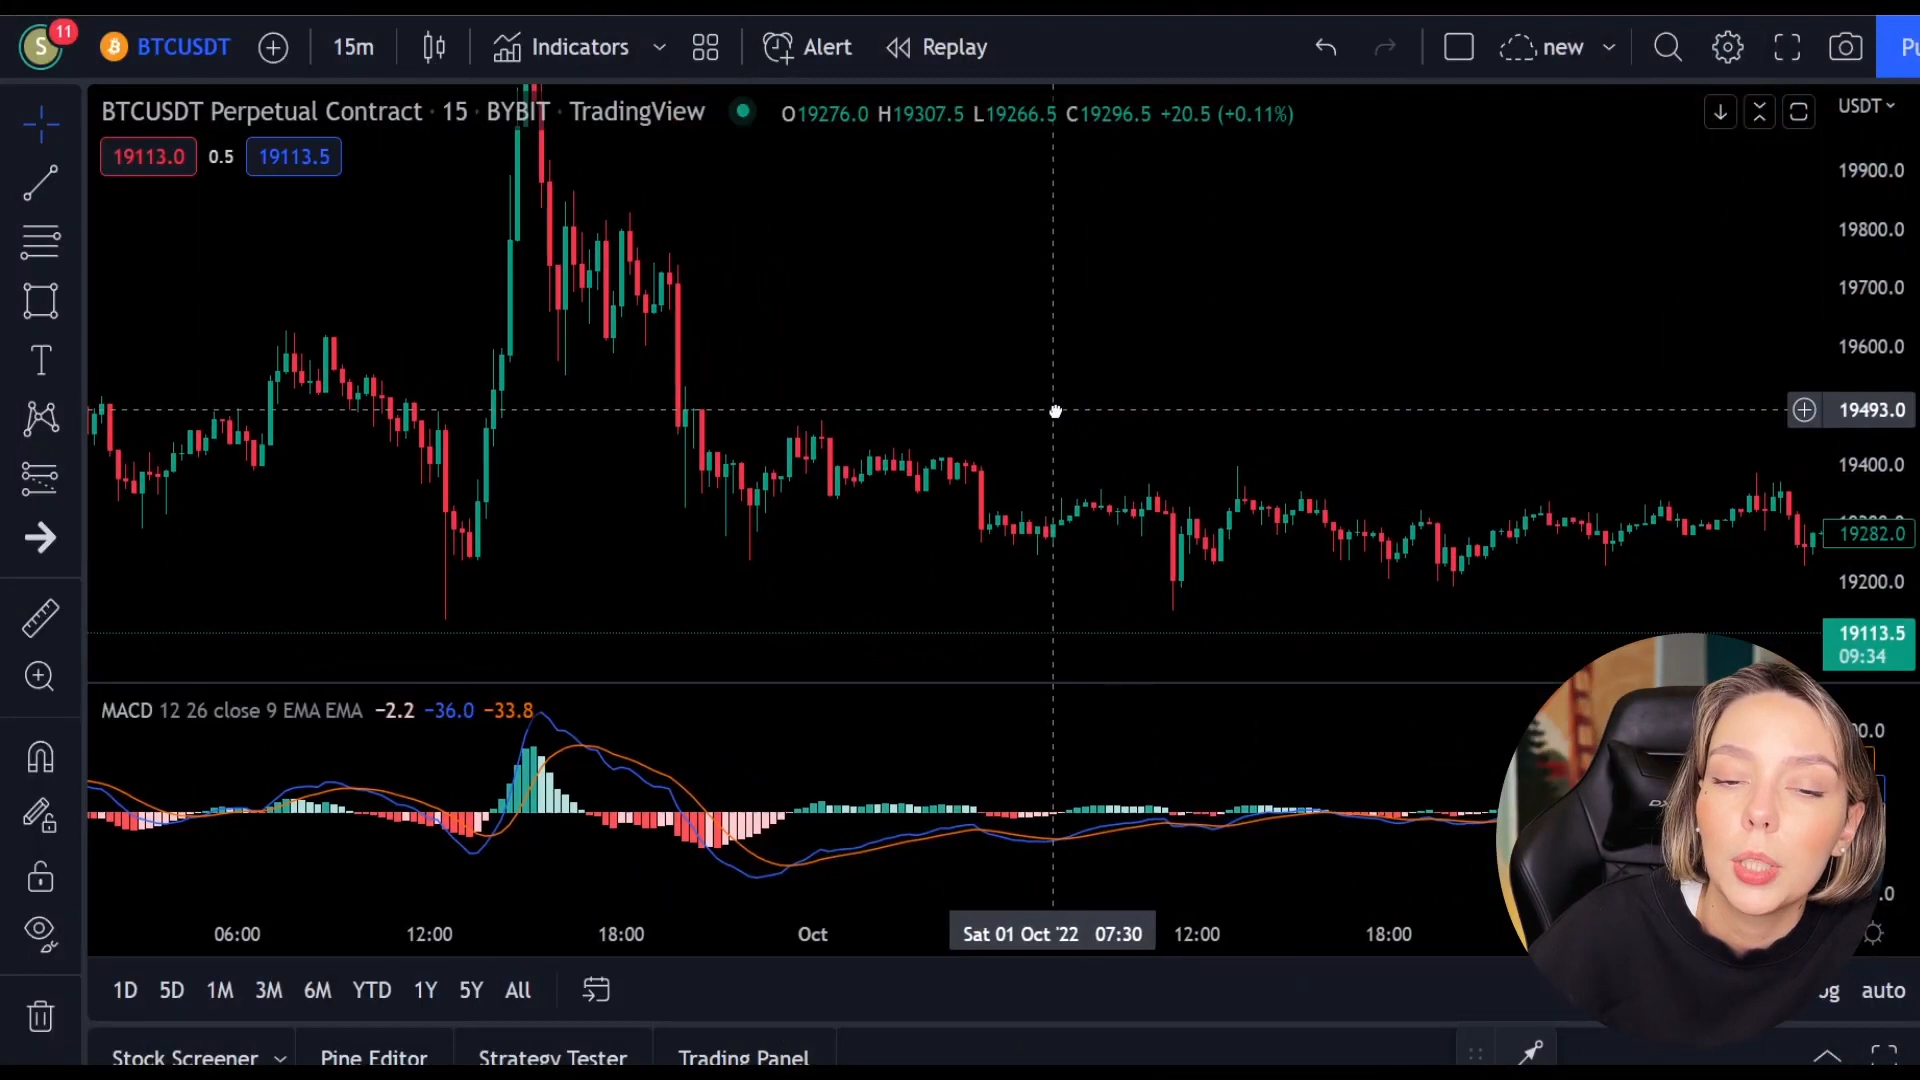 S 11 BTCUSDT 15m Indicators Alert Replay new Pu
BTCUSDT Perpetual Contract · 15 · BYBIT · TradingView O19276.0 H19307.5 L19266.5 C19296.5 +20.5 (+0.11%) USDT
19113.0 0.5 19113.5
19900.0
19800.0
19700.0
19600.0
19493.0
19400.0
19282.0
19200.0
19113.5
09:34
MACD 12 26 close 9 EMA EMA −2.2 −36.0 −33.8
06:00 12:00 18:00 Oct Sat 01 Oct '22 07:30 12:00 18:00
1D 5D 1M 3M 6M YTD 1Y 5Y All auto
Stock Screener Pine Editor Strategy Tester Trading Panel